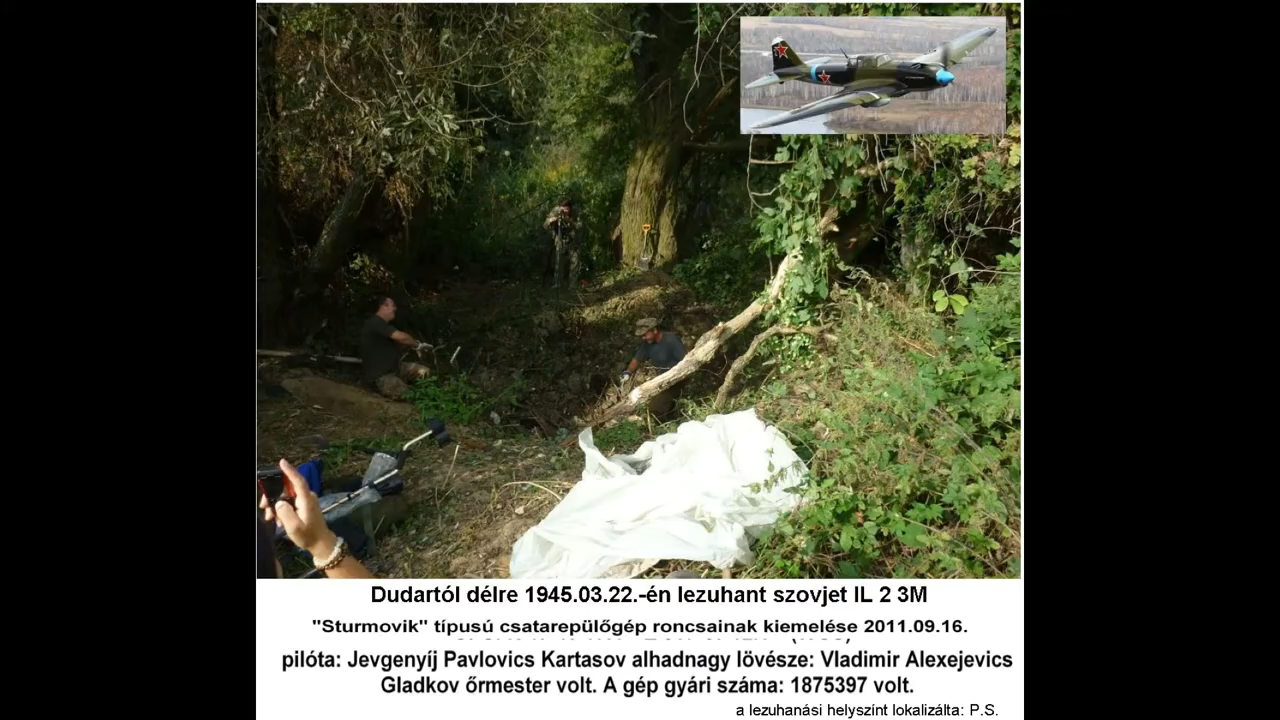 Dudartól délre 1945.03.22.-én lezuhant szovjet IL 2 3M
"Sturmovik" típusú csatarepülőgép roncsainak kiemelése 2011.09.16.
pilóta: Jevgenyíj Pavlovics Kartasov alhadnagy lövésze: Vladimir Alexejevics
Gladkov őrmester volt. A gép gyári száma: 1875397 volt.
a lezuhanási helyszínt lokalizálta: P.S.